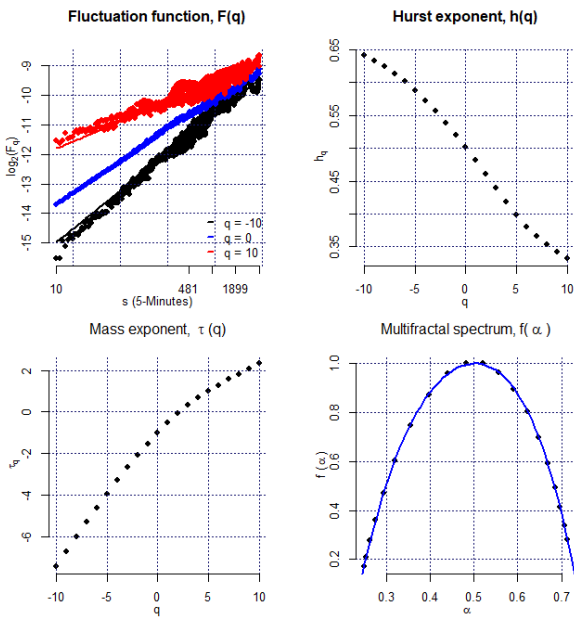 Fluctuation function, F(q)
log2(Fq)
-9
-10
-11
-12
-13
-14
-15
q = -10
q = 0
q = 10
10
481
1899
s (5-Minutes)
Hurst exponent, h(q)
hq
0.65
0.55
0.45
0.35
-10
-5
0
5
10
q
Mass exponent, τ (q)
τq
2
0
-2
-4
-6
-10
-5
0
5
10
q
Multifractal spectrum, f( α )
f (α)
1.0
0.8
0.6
0.4
0.2
0.3
0.4
0.5
0.6
0.7
α